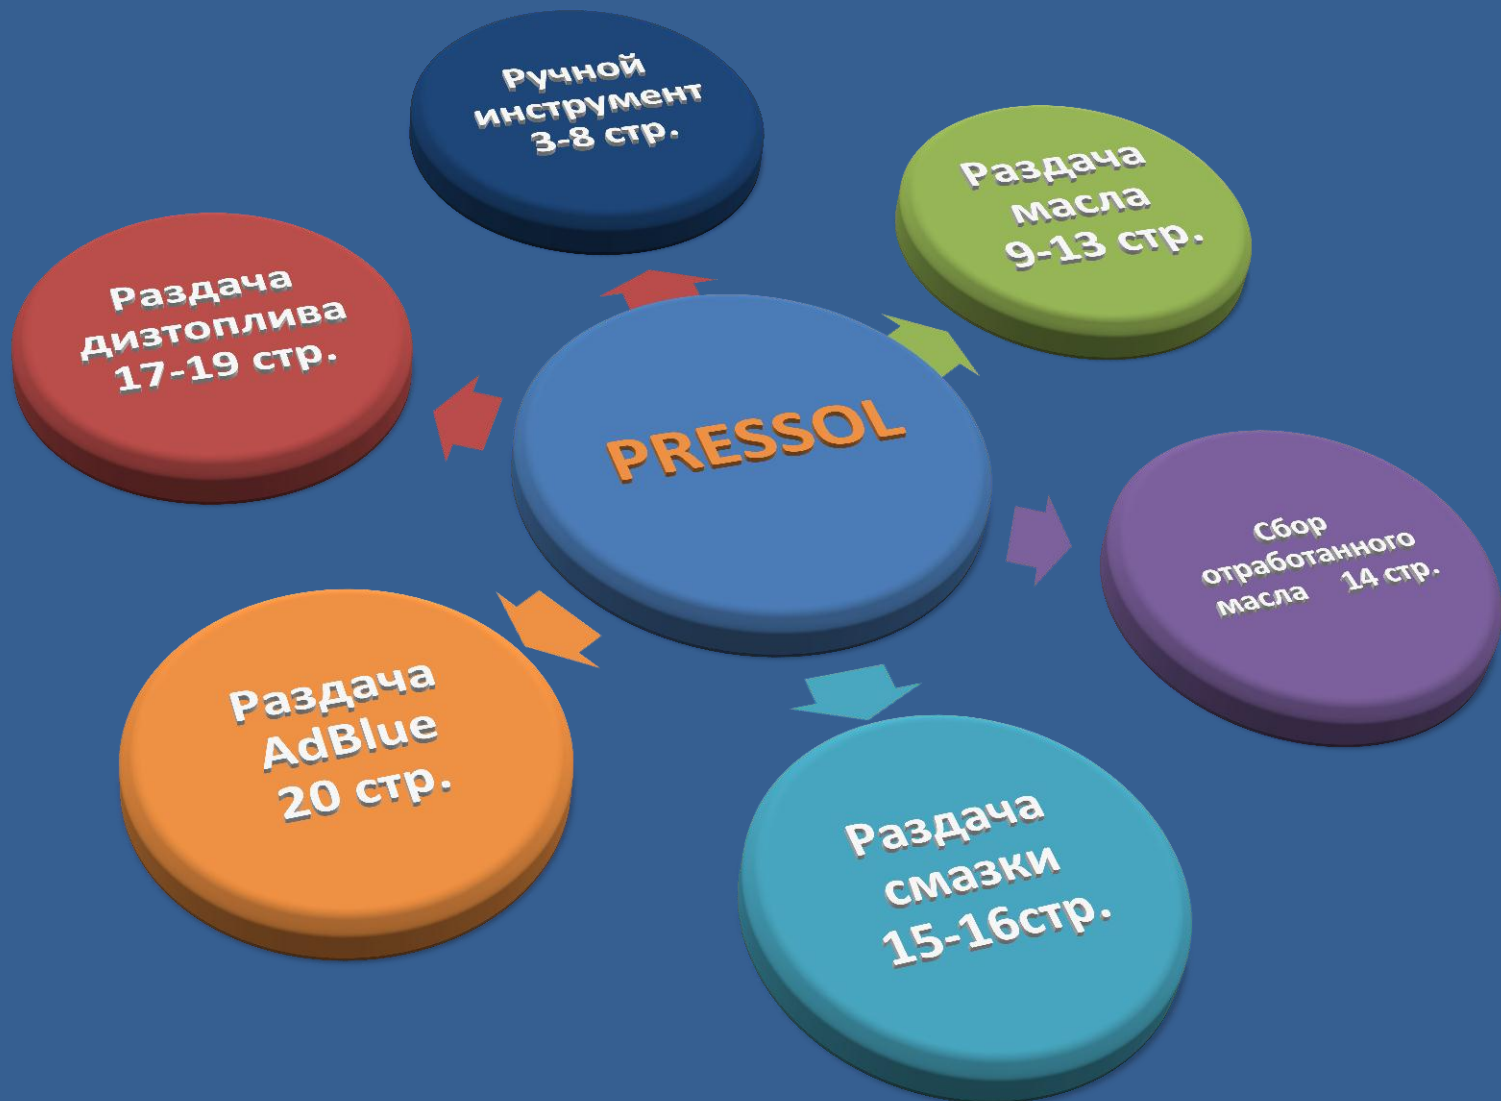 Ручной
инструмент
3-8 стр.
Раздача
масла
9-13 стр.
Раздача
дизтоплива
17-19 стр.
PRESSOL
Сбор
отработанного
масла 14 стр.
Раздача
AdBlue
20 стр.
Раздача
смазки
15-16стр.